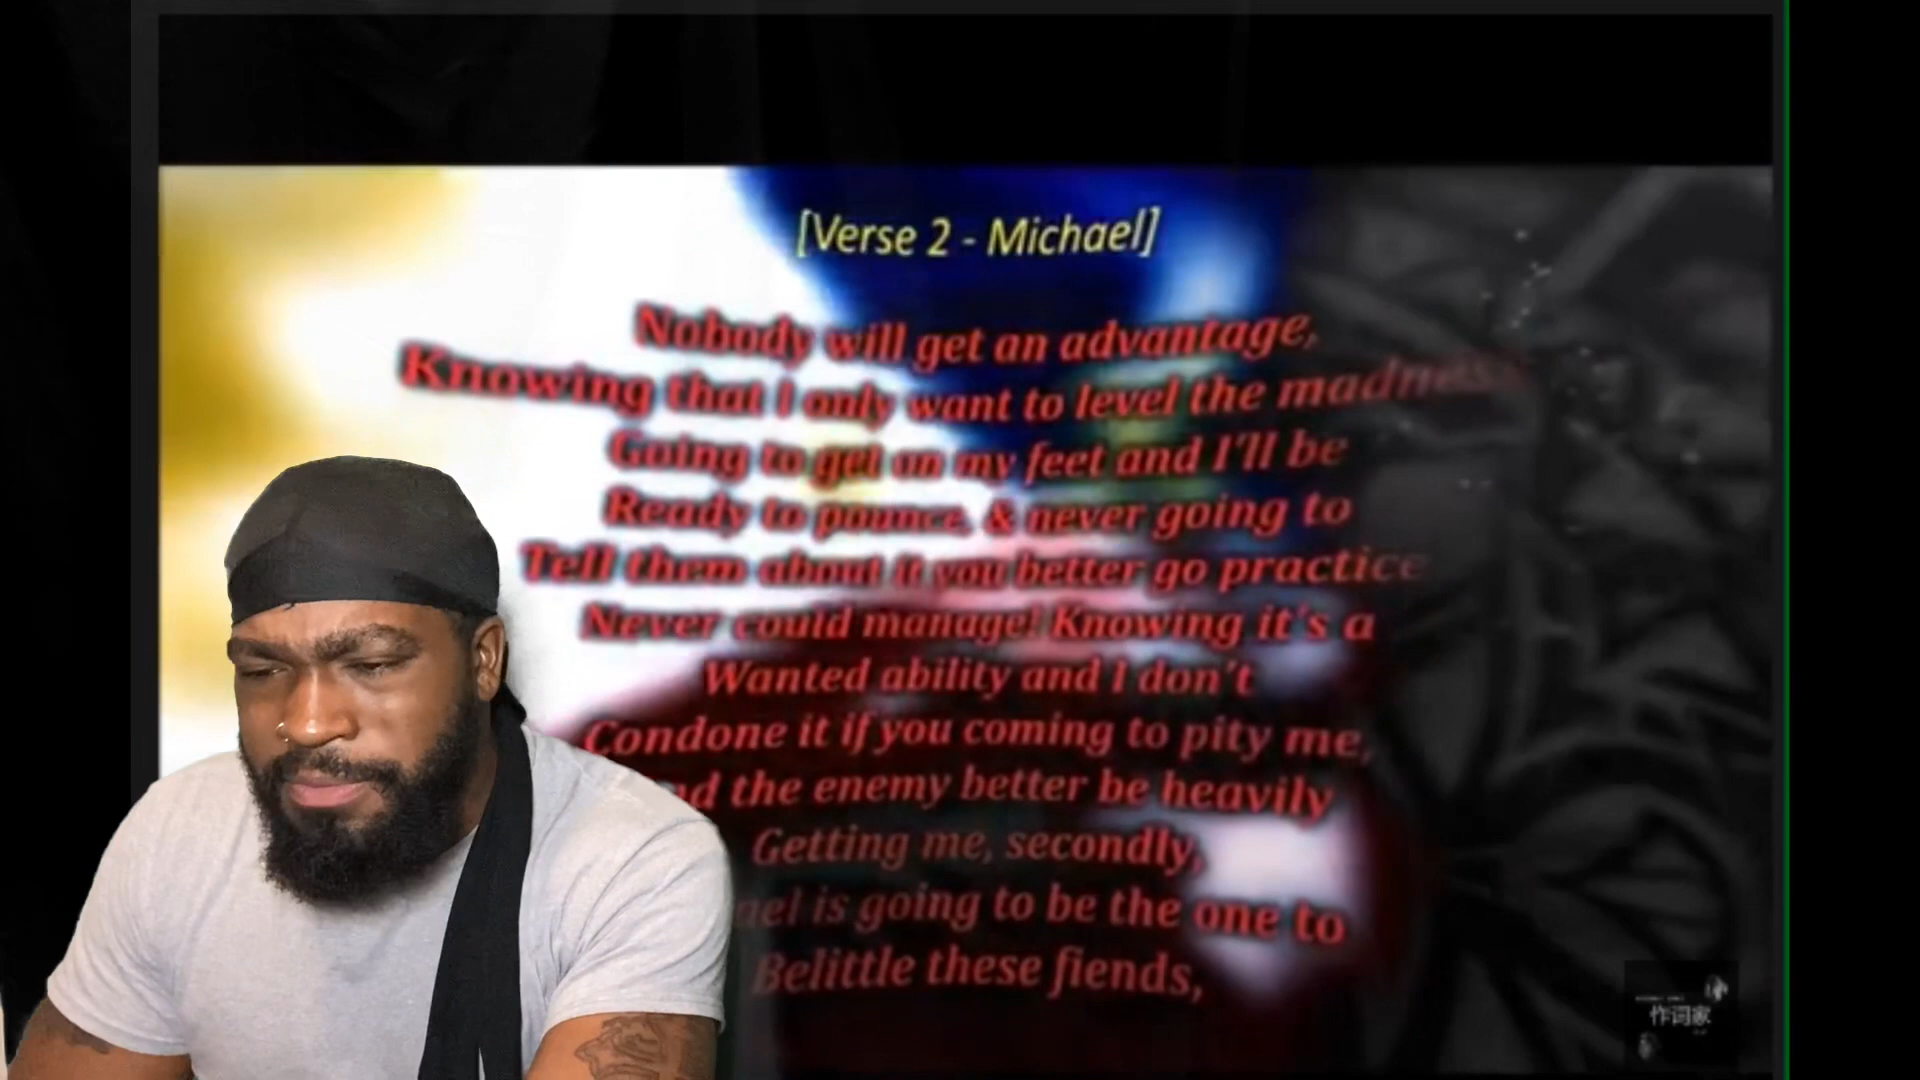 [Verse 2 - Michael]
Nobody will get an advantage,
Knowing that I only want to level the madness
Going to get on my feet and I'll be
Ready to pounce, & never going to
Tell them about it you better go practice
Never could manage! Knowing it's a
Wanted ability and I don't
Condone it if you coming to pity me,
the enemy better be heavily
Getting me, secondly,
is going to be the one to
Belittle these fiends,
作词家